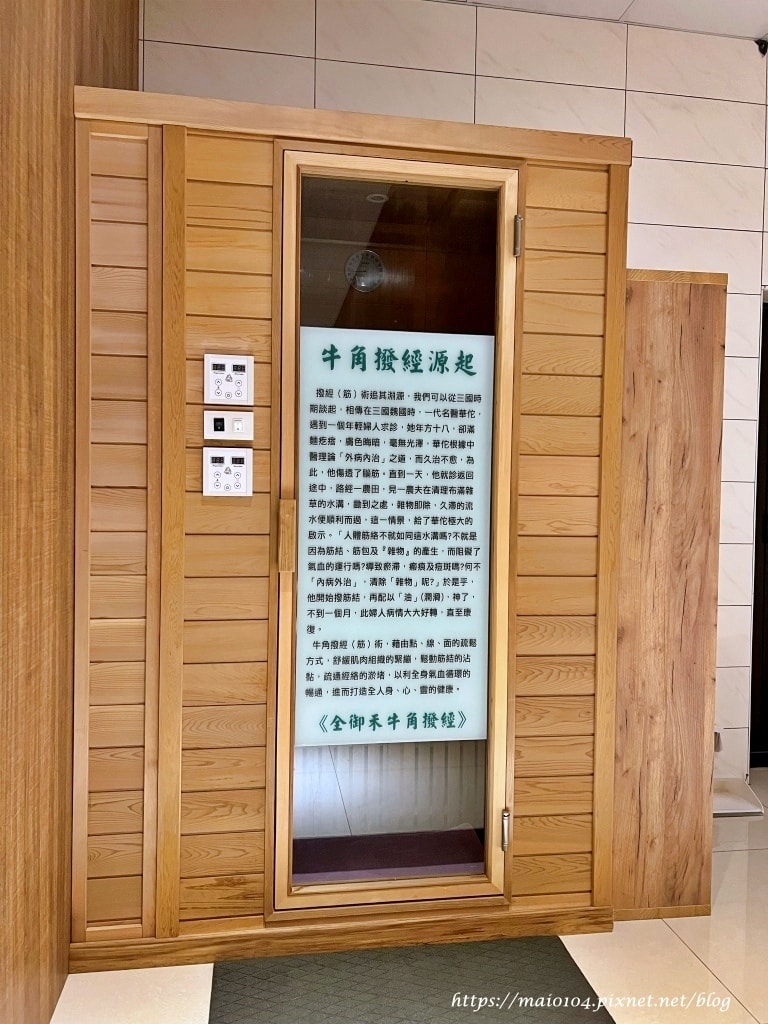 牛角撥經源起
撥經（筋）術追其淵源，我們可以從三國時
期談起，相傳在三國魏國時，一代名醫華佗，
遇到一個年輕婦人求診，她年方十八，卻滿
麵疙瘩，膚色晦暗，毫無光澤，華佗根據中
醫理論「外病內治」之道，而久治不愈，為
此，他傷透了腦筋。直到一天，他就診返回
途中，路經一農田，見一農夫在清理布滿雜
草的水溝，鋤到之處，雜物即除，久滯的流
水便順利而過，這一情景，給了華佗極大的
啟示。「人體筋絡不就如同這水溝嗎?不就是
因為筋結、筋包及『雜物』的產生，而阻礙了
氣血的運行嗎?導致瘀滯，瘢痕及痘斑嗎?何不
「內病外治」，清除「雜物」呢?」於是乎，
他開始撥筋結，再配以「油」(潤滑)，神了，
不到一個月，此婦人病情大大好轉，直至康
復。
牛角撥經（筋）術，藉由點、線、面的疏鬆
方式，舒緩肌肉組織的緊繃，鬆動筋結的沾
黏，疏通經絡的淤堵，以利全身氣血循環的
暢通，進而打造全人身、心、靈的健康。
《全御禾牛角撥經》
https://maio104.pixnet.net/blog